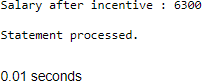 Salary after incentive : 6300
Statement processed.
0.01 seconds